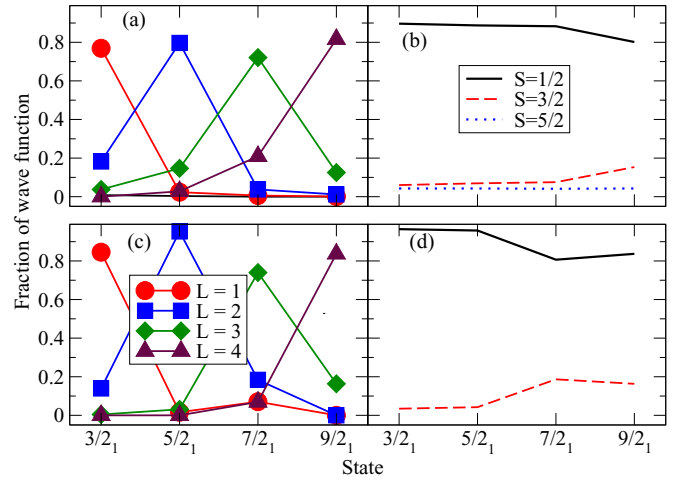 (a)
(b)
0.8
0.6
0.4
0.2
0
S=1/2
S=3/2
S=5/2
Fraction of wave function
(c)
(d)
0.8
0.6
0.4
0.2
0
L = 1
L = 2
L = 3
L = 4
3/2₁ 5/2₁ 7/2₁ 9/2₁ 3/2₁ 5/2₁ 7/2₁ 9/2₁
State